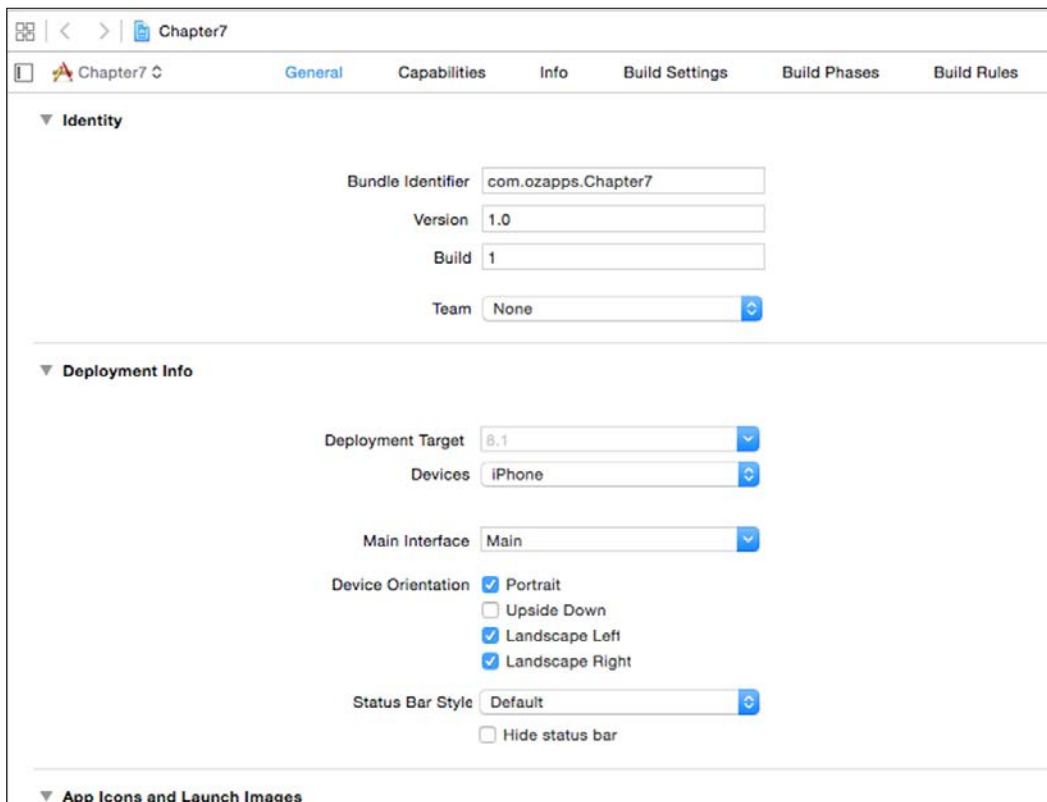 Chapter7
Chapter7 General Capabilities Info Build Settings Build Phases Build Rules
Identity
Bundle Identifier com.ozapps.Chapter7
Version 1.0
Build 1
Team None
Deployment Info
Deployment Target 8.1
Devices iPhone
Main Interface Main
Device Orientation Portrait
Upside Down
Landscape Left
Landscape Right
Status Bar Style Default
Hide status bar
App Icons and Launch Images